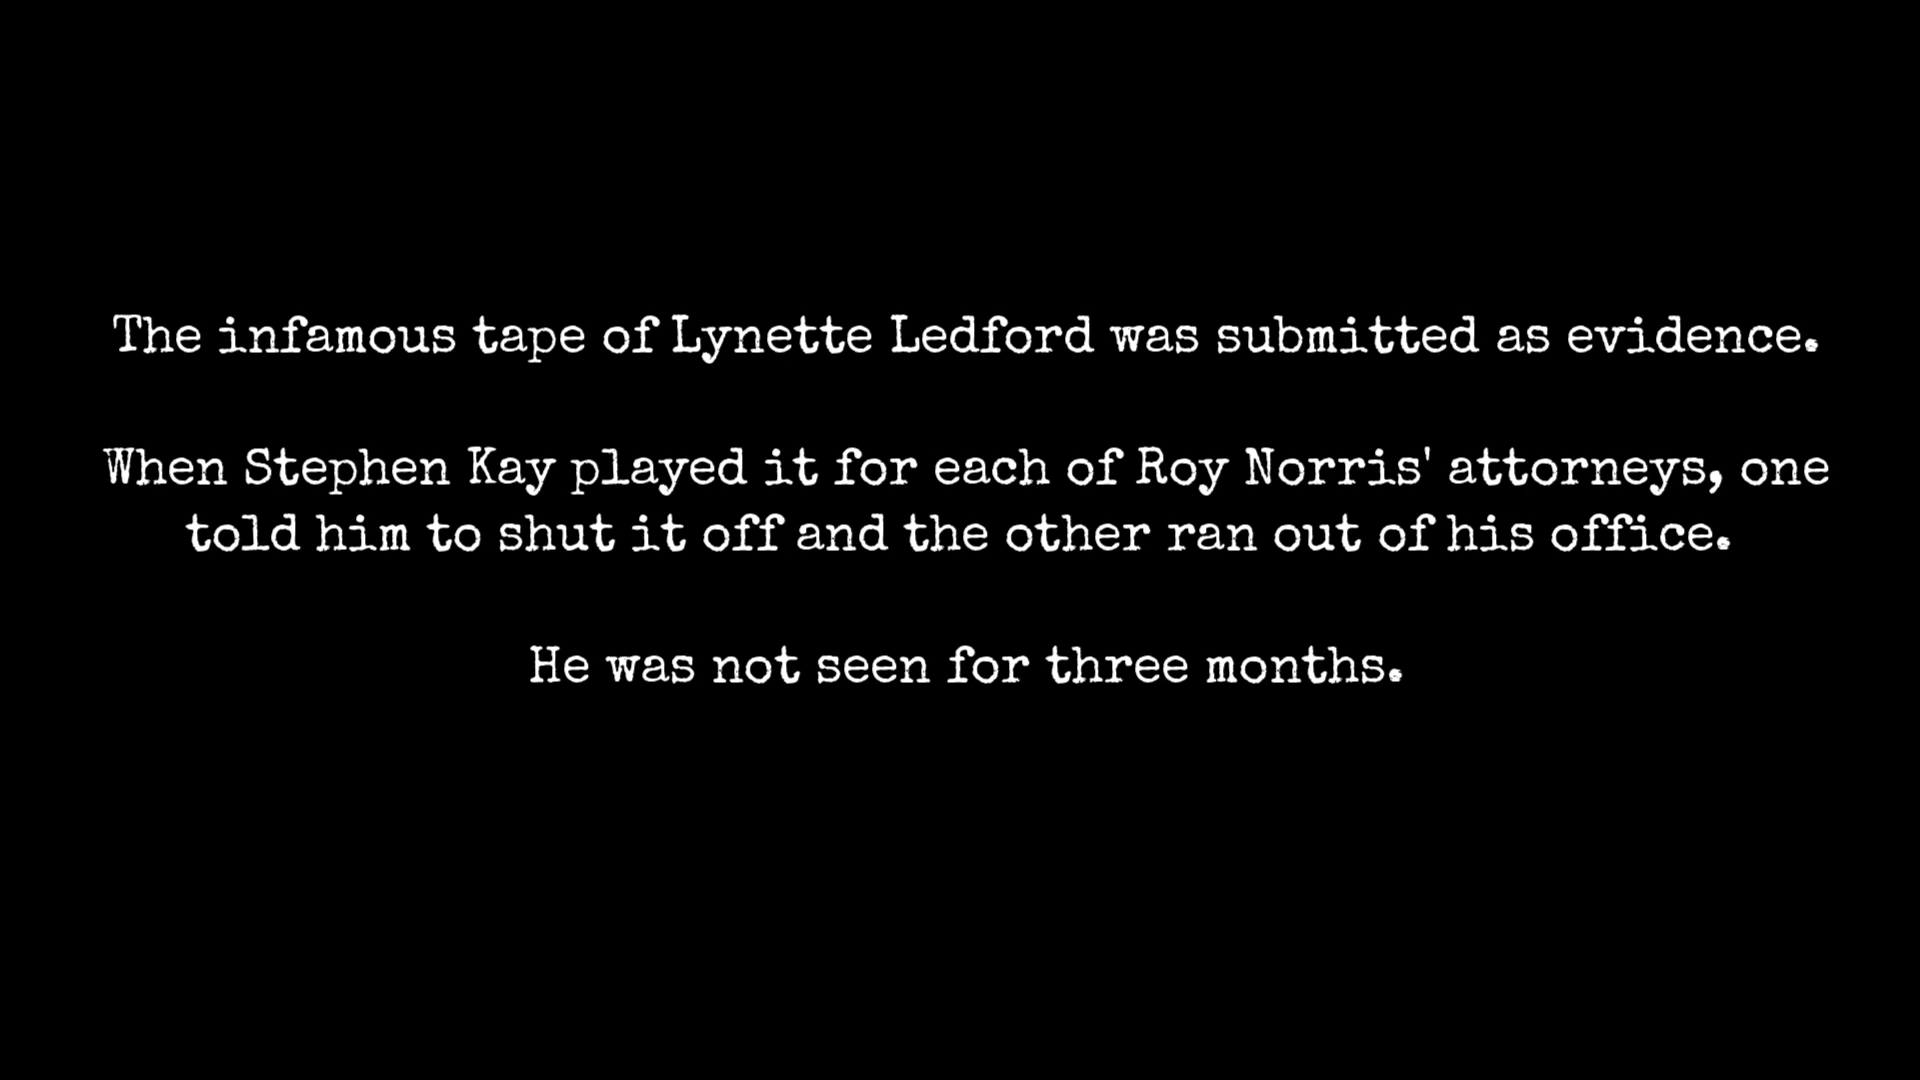 The infamous tape of Lynette Ledford was submitted as evidence.
When Stephen Kay played it for each of Roy Norris' attorneys, one
told him to shut it off and the other ran out of his office.
He was not seen for three months.